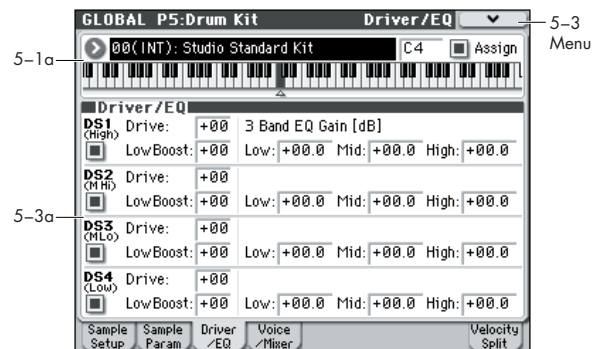 GLOBAL P5:Drum Kit Driver/EQ
5–3
Menu
00(INT): Studio Standard Kit C4 Assign
5–1a
Driver/EQ
DS1 Drive: +00 3 Band EQ Gain [dB]
(High)
LowBoost: +00 Low: +00.0 Mid: +00.0 High: +00.0
DS2 Drive: +00
(MHi)
LowBoost: +00 Low: +00.0 Mid: +00.0 High: +00.0
5–3a
DS3 Drive: +00
(MLo)
LowBoost: +00 Low: +00.0 Mid: +00.0 High: +00.0
DS4 Drive: +00
(Low)
LowBoost: +00 Low: +00.0 Mid: +00.0 High: +00.0
Sample Sample Driver Voice Velocity
Setup Param /EQ /Mixer Split